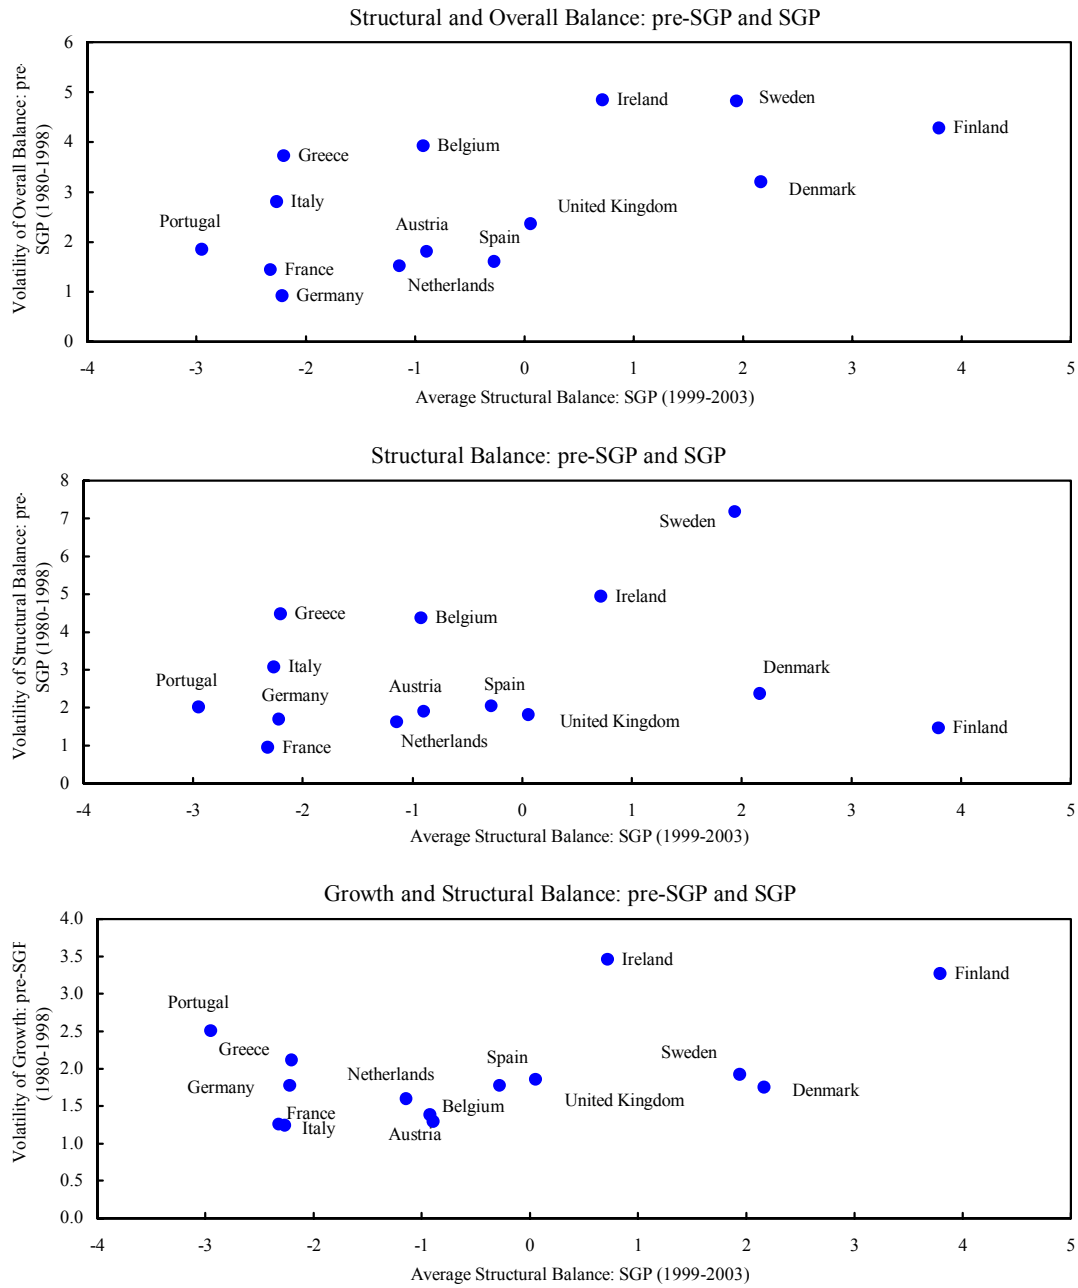 Structural and Overall Balance: pre-SGP and SGP
Volatility of Overall Balance: pre-
SGP (1980-1998)
6
5
4
3
2
1
0
Ireland
Sweden
Finland
Belgium
Greece
Denmark
Italy
United Kingdom
Portugal
Austria
Spain
France
Netherlands
Germany
-4 -3 -2 -1 0 1 2 3 4 5
Average Structural Balance: SGP (1999-2003)
Structural Balance: pre-SGP and SGP
Volatility of Structural Balance: pre-
SGP (1980-1998)
8
7
6
5
4
3
2
1
0
Sweden
Ireland
Greece
Belgium
Italy
Denmark
Portugal
Germany
Austria
Spain
United Kingdom
Finland
Netherlands
France
-4 -3 -2 -1 0 1 2 3 4 5
Average Structural Balance: SGP (1999-2003)
Growth and Structural Balance: pre-SGP and SGP
Volatility of Growth: pre-SGP
(1980-1998)
4.0
3.5
3.0
2.5
2.0
1.5
1.0
0.5
0.0
Ireland
Finland
Portugal
Greece
Spain
Sweden
Netherlands
Germany
Denmark
United Kingdom
Belgium
France
Italy
Austria
-4 -3 -2 -1 0 1 2 3 4 5
Average Structural Balance: SGP (1999-2003)